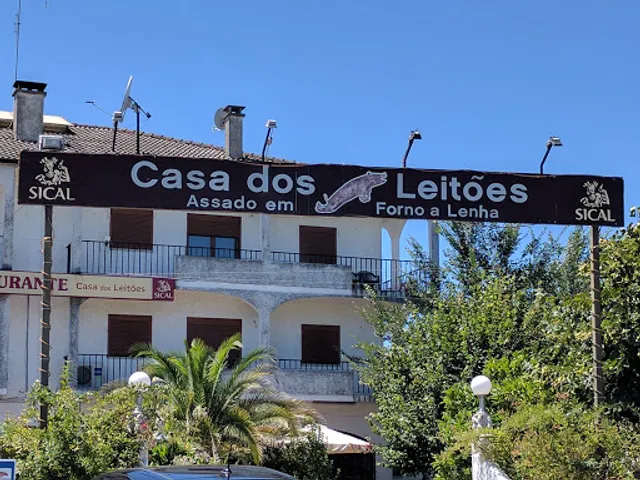 Casa dos Leitões
Assado em Forno a Lenha
SICAL
SICAL
URANTE Casa dos Leitões SICAL